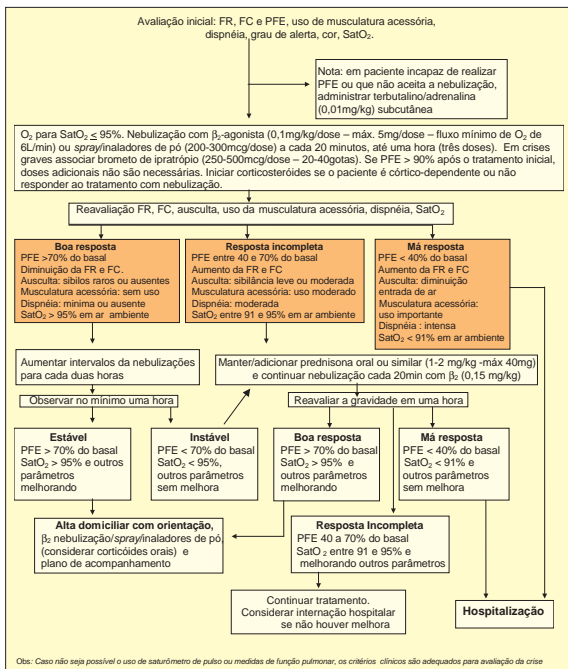 Avaliação inicial: FR, FC e PFE, uso de musculatura acessória,
dispnéia, grau de alerta, cor, SatO2.
Nota: em paciente incapaz de realizar
PFE ou que não aceita a nebulização,
administrar terbutalino/adrenalina
(0,01mg/kg) subcutânea
O2 para SatO2 ≤ 95%. Nebulização com β2-agonista (0,1mg/kg/dose – máx. 5mg/dose – fluxo mínimo de O2 de
6L/min) ou spray/inaladores de pó (200-300mcg/dose) a cada 20 minutos, até uma hora (três doses). Em crises
graves associar brometo de ipratrópio (250-500mcg/dose – 20-40gotas). Se PFE > 90% após o tratamento inicial,
doses adicionais não são necessárias. Iniciar corticosteróides se o paciente é córtico-dependente ou não
responder ao tratamento com nebulização.
Reavaliação FR, FC, ausculta, uso da musculatura acessória, dispnéia, SatO2
Boa resposta
PFE >70% do basal
Diminuição da FR e FC.
Ausculta: sibilos raros ou ausentes
Musculatura acessória: sem uso
Dispnéia: minima ou ausente
SatO2 > 95% em ar ambiente
Resposta incompleta
PFE entre 40 e 70% do basal
Aumento da FR e FC
Ausculta: sibilância leve ou moderada
Musculatura acessória: uso moderado
Dispnéia: moderada
SatO2 entre 91 e 95% em ar ambiente
Má resposta
PFE < 40% do basal
Aumento da FR e FC
Ausculta: diminuição
entrada de ar
Musculatura acessória:
uso importante
Dispnéia : intensa
SatO2 < 91% em ar ambiente
Aumentar intervalos da nebulizações
para cada duas horas
Manter/adicionar prednisona oral ou similar (1-2 mg/kg -máx 40mg)
e continuar nebulização cada 20min com β2 (0,15 mg/kg)
Observar no mínimo uma hora
Reavaliar a gravidade em uma hora
Estável
PFE > 70% do basal
SatO2 > 95% e outros
parâmetros
melhorando
Instável
PFE < 70% do basal
SatO2 < 95%,
outros parâmetros
sem melhora
Boa resposta
PFE > 70% do basal
SatO2 > 95% e
outros parâmetros
melhorando
Má resposta
PFE < 40% do basal
SatO2 < 91% e
outros parâmetros
sem melhora
Alta domiciliar com orientação,
β2 nebulização/spray/inaladores de pó,
(considerar corticóides orais) e
plano de acompanhamento
Resposta Incompleta
PFE 40 a 70% do basal
SatO2 entre 91 e 95% e
melhorando outros parâmetros
Continuar tratamento.
Considerar internação hospitalar
se não houver melhora
Hospitalização
Obs: Caso não seja possível o uso de saturômetro de pulso ou medidas de função pulmonar, os critérios clínicos são adequados para avaliação da crise